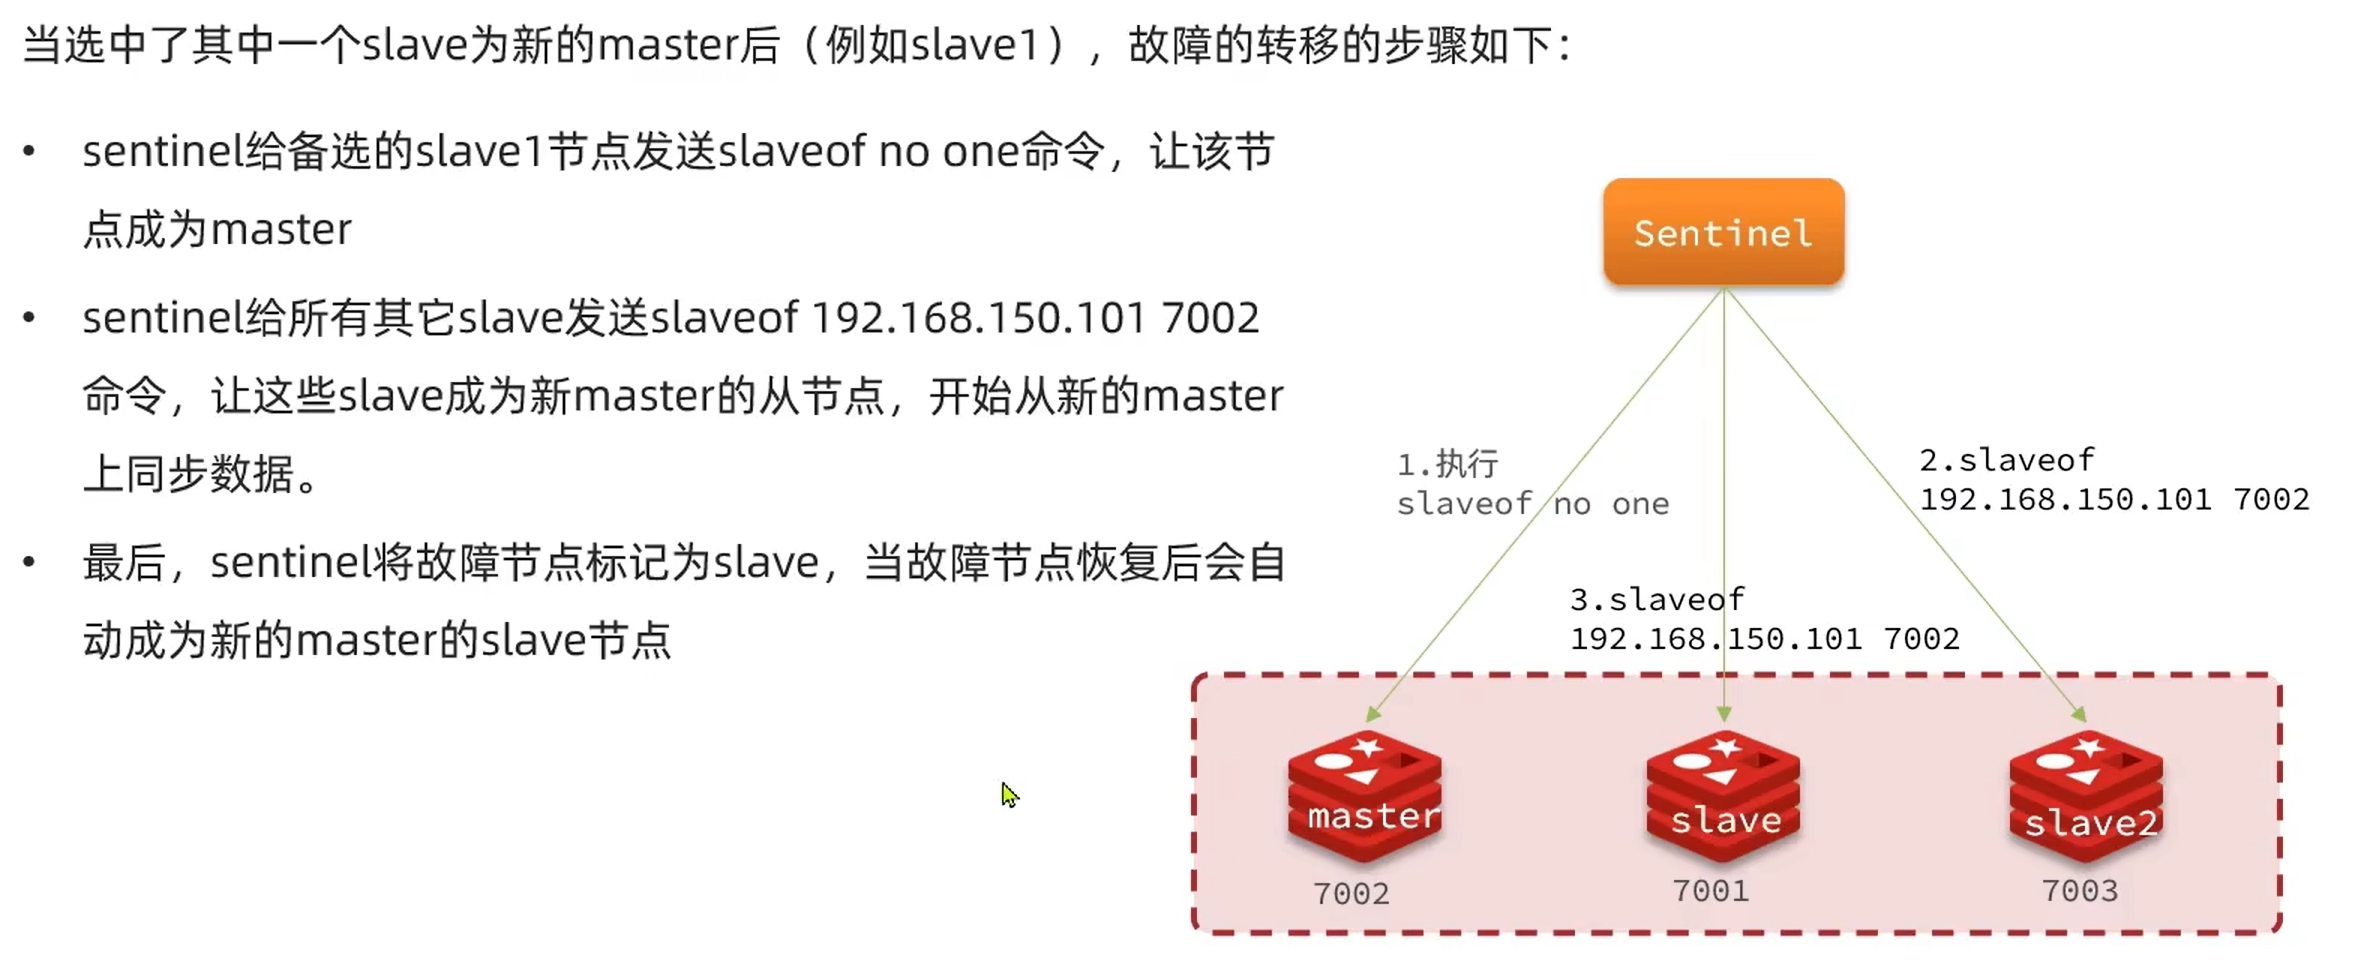 当选中了其中一个slave为新的master后（例如slave1），故障的转移的步骤如下：
• sentinel给备选的slave1节点发送slaveof no one命令，让该节
点成为master
• sentinel给所有其它slave发送slaveof 192.168.150.101 7002
命令，让这些slave成为新master的从节点，开始从新的master
上同步数据。
• 最后，sentinel将故障节点标记为slave，当故障节点恢复后会自
动成为新的master的slave节点
Sentinel
1.执行
slaveof no one
2.slaveof
192.168.150.101 7002
3.slaveof
192.168.150.101 7002
master
slave
slave2
7002
7001
7003